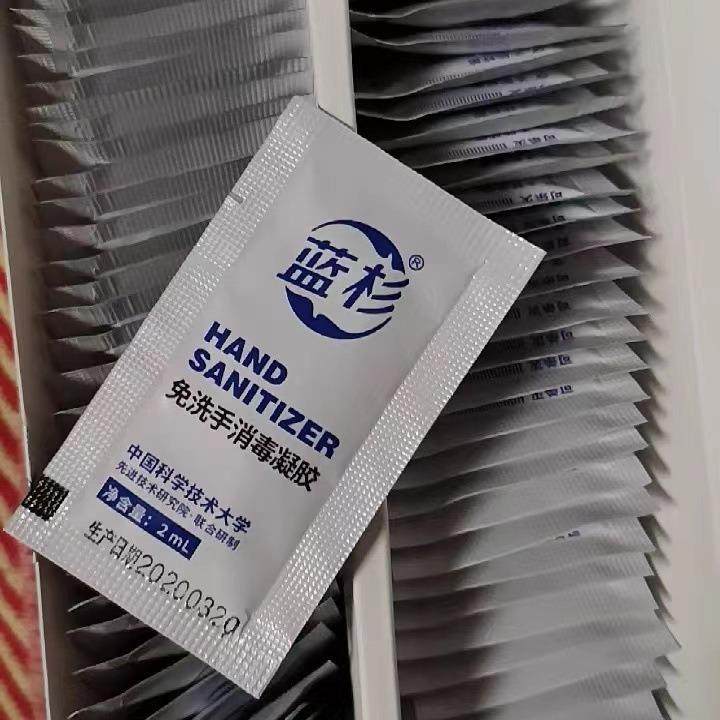 蓝杉®
HAND
SANITIZER
免洗手消毒凝胶
中国科学技术大学
先进技术研究院·联合研制
净含量：2mL
生产日期20200320